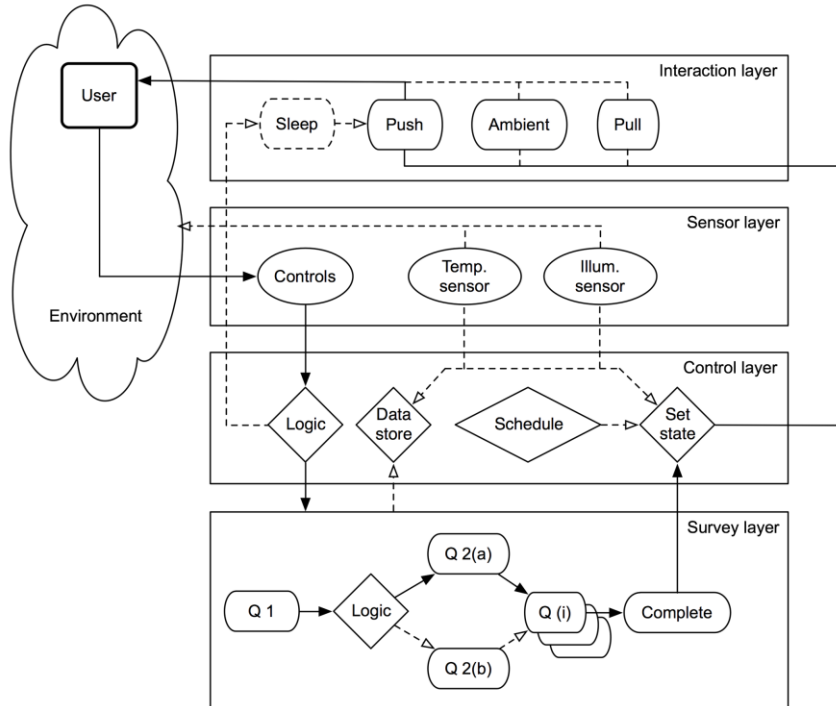 Interaction layer
User
Sleep
Push
Ambient
Pull
Sensor layer
Controls
Temp.
sensor
Illum.
sensor
Environment
Control layer
Logic
Data
store
Schedule
Set
state
Survey layer
Q 1
Logic
Q 2(a)
Q 2(b)
Q (i)
Complete